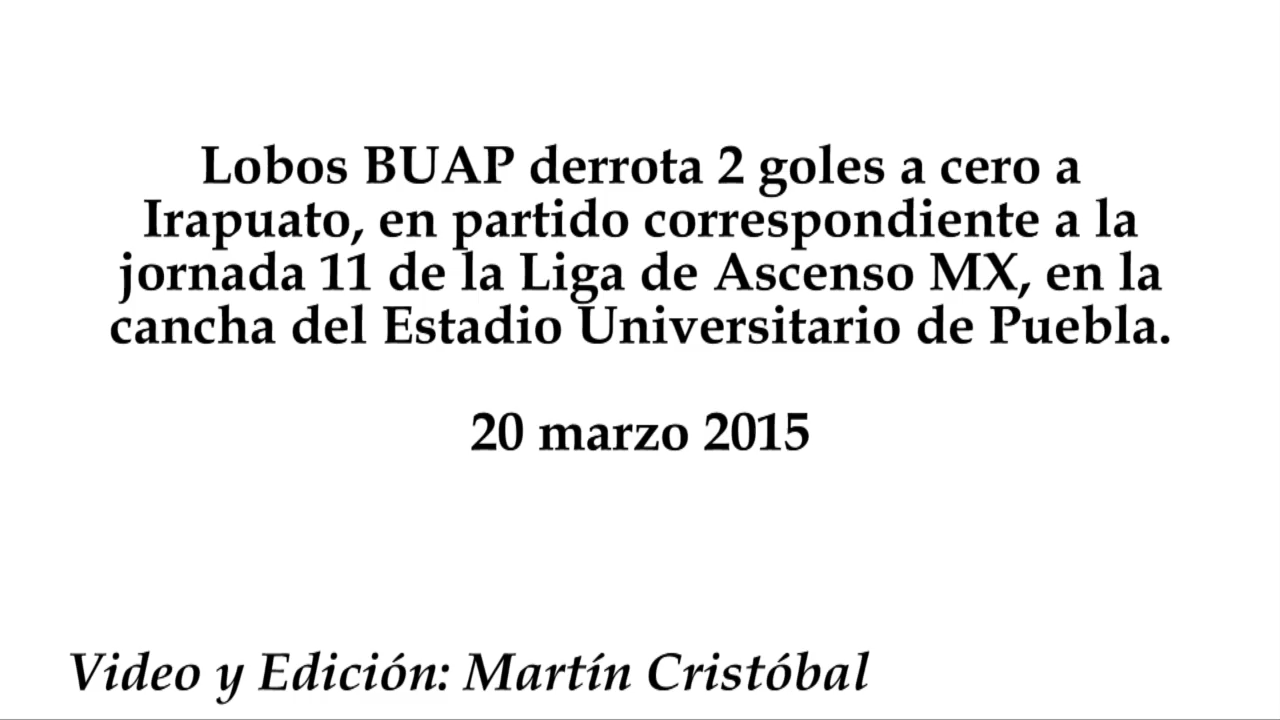 Lobos BUAP derrota 2 goles a cero a
Irapuato, en partido correspondiente a la
jornada 11 de la Liga de Ascenso MX, en la
cancha del Estadio Universitario de Puebla.
20 marzo 2015
Video y Edición: Martín Cristóbal